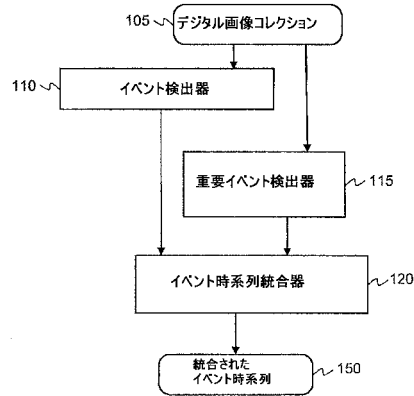 105 デジタル画像コレクション
110 イベント検出器
重要イベント検出器 115
イベント時系列統合器 120
統合された
イベント時系列 150